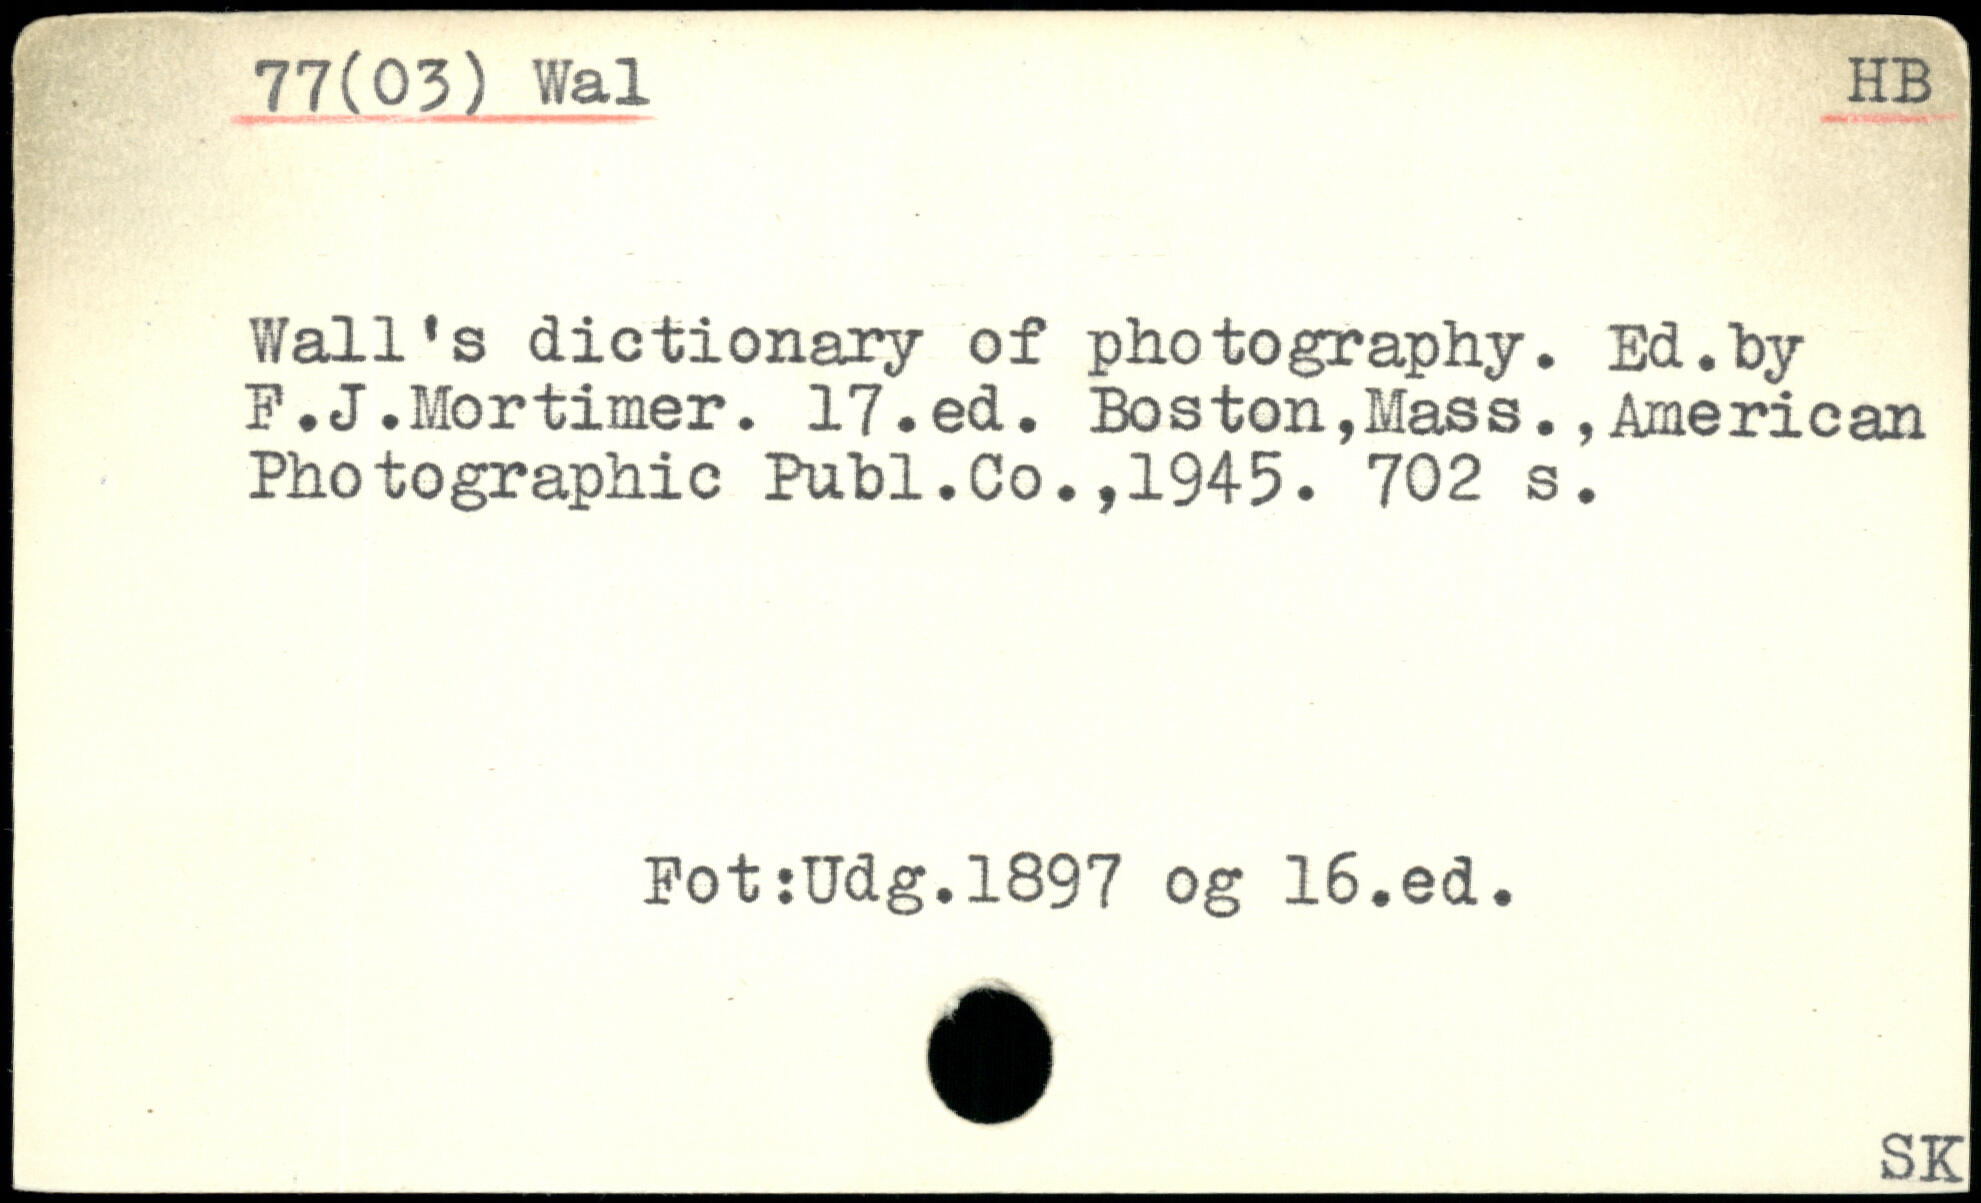 77(03) Wal
HB
Wall's dictionary of photography. Ed.by
F.J.Mortimer. 17.ed. Boston,Mass.,American
Photographic Publ.Co.,1945. 702 s.
Fot:Udg.1897 og 16.ed.
SK